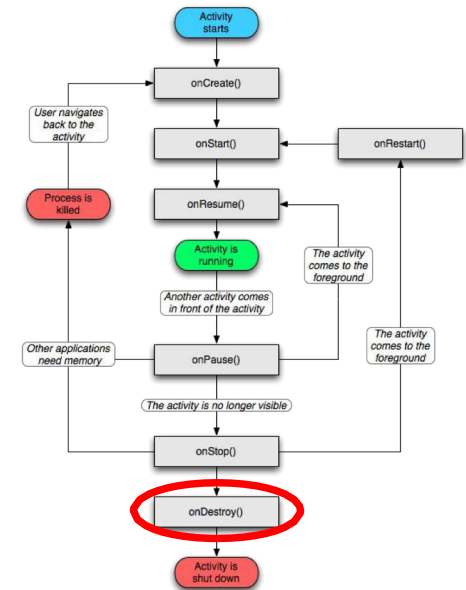 Activity
starts
onCreate()
User navigates
back to the
activity
onStart()
onRestart()
onResume()
Process is
killed
Activity is
running
The activity
comes to the
foreground
Another activity comes
in front of the activity
The activity
comes to the
foreground
Other applications
need memory
onPause()
The activity is no longer visible
onStop()
onDestroy()
Activity is
shut down